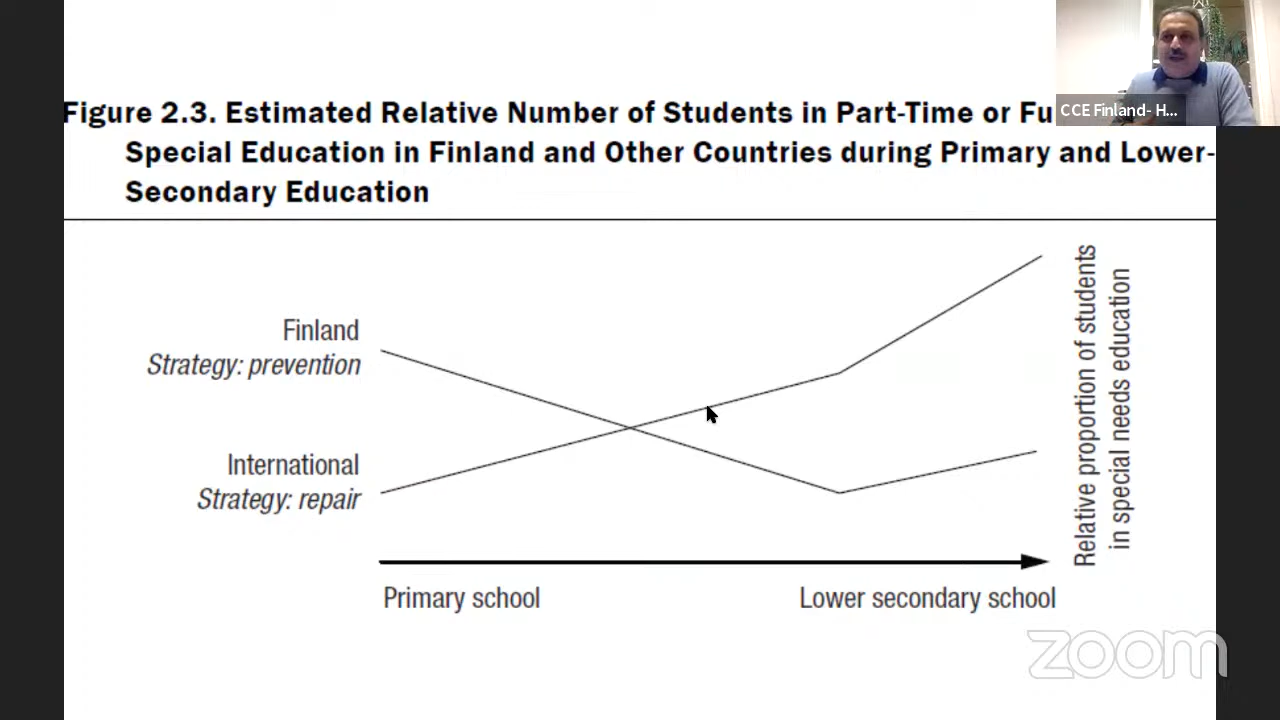 Figure 2.3. Estimated Relative Number of Students in Part-Time or Fu
Special Education in Finland and Other Countries during Primary and Lower-
Secondary Education
CCE Finland- H...
Finland
Strategy: prevention
International
Strategy: repair
Relative proportion of students
in special needs education
Primary school
Lower secondary school
zoom